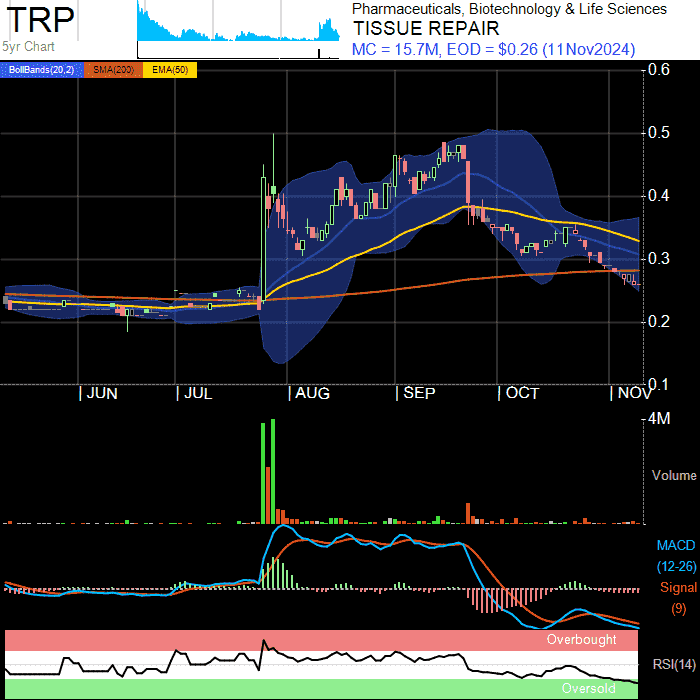 TRP
5yr Chart
Pharmaceuticals, Biotechnology & Life Sciences
TISSUE REPAIR
MC = 15.7M, EOD = $0.26 (11Nov2024)
BollBands(20,2) SMA(200) EMA(50)
0.6
0.5
0.4
0.3
0.2
0.1
JUN JUL AUG SEP OCT NOV
4M
Volume
MACD
(12-26)
Signal
(9)
Overbought
RSI(14)
Oversold